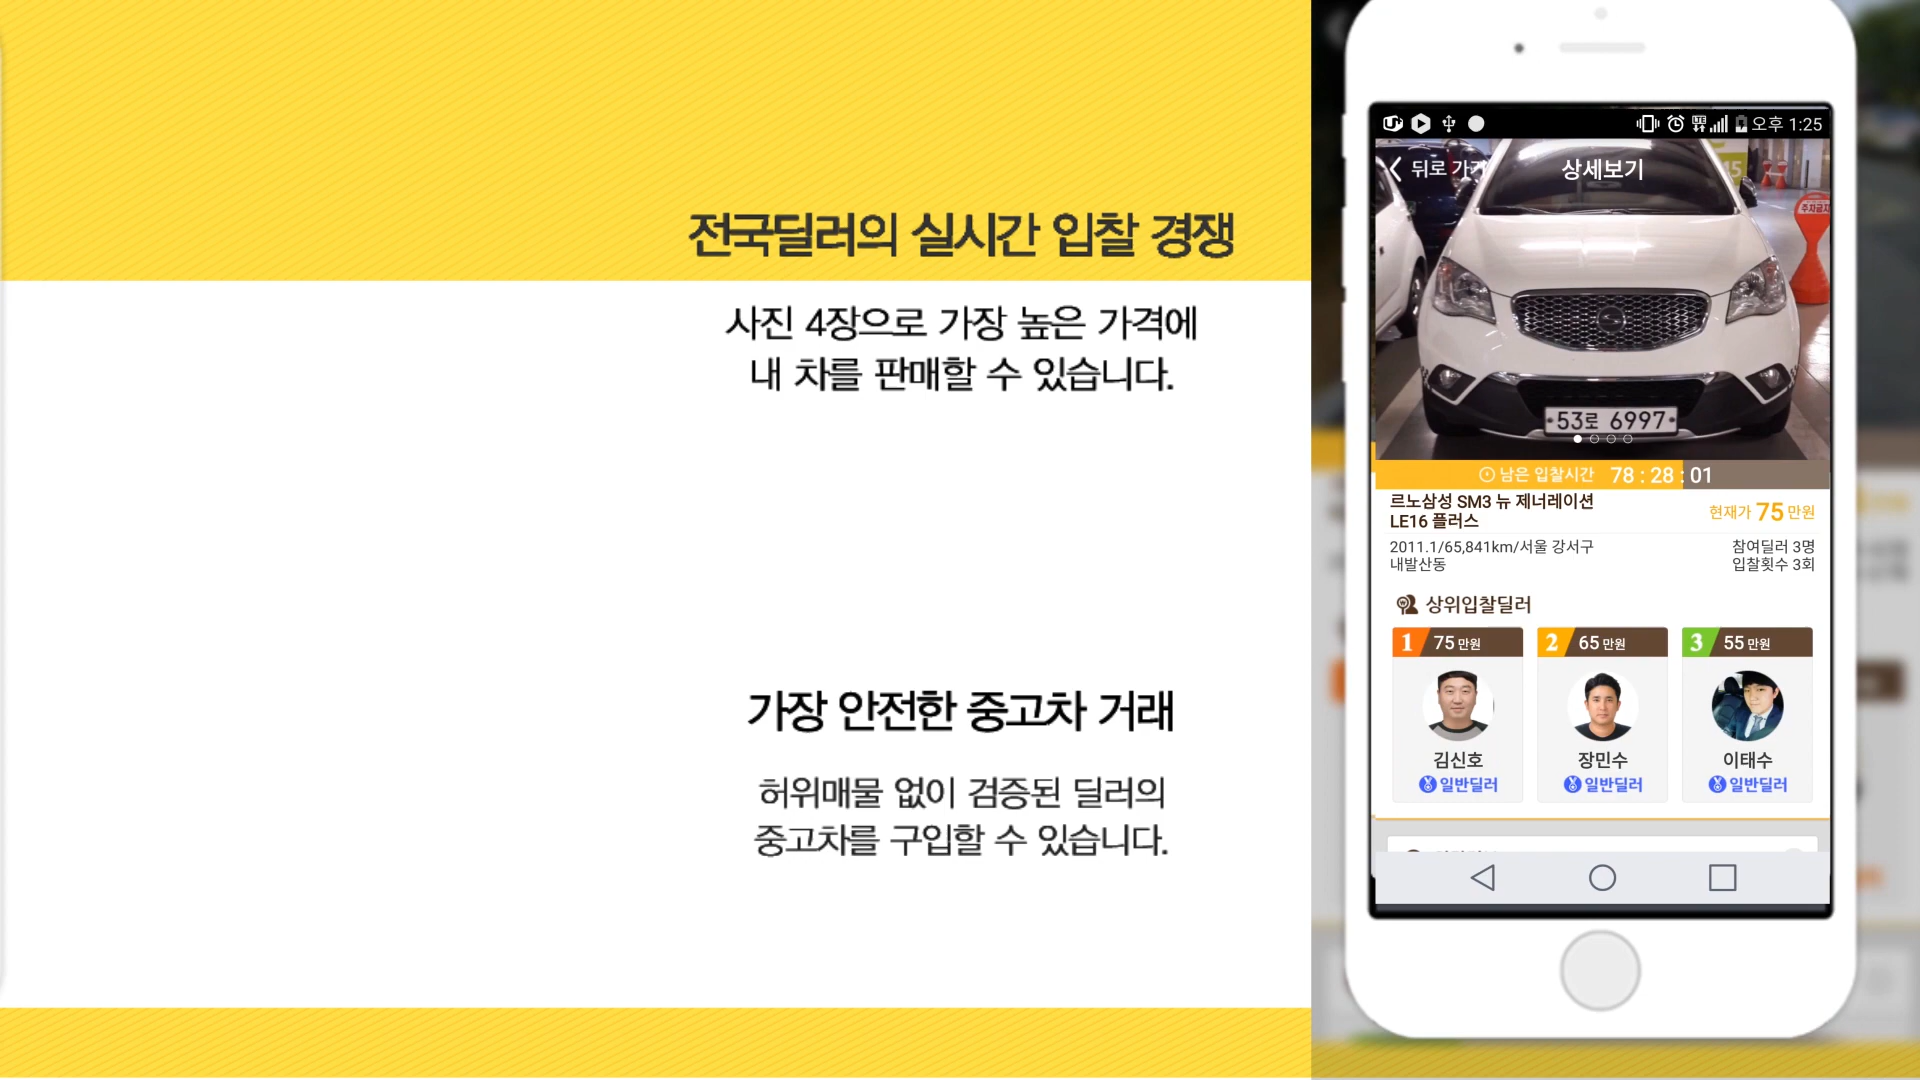 전국딜러의 실시간 입찰 경쟁
사진 4장으로 가장 높은 가격에
내 차를 판매할 수 있습니다.
가장 안전한 중고차 거래
허위매물 없이 검증된 딜러의
중고차를 구입할 수 있습니다.
오후 1:25
뒤로 가기
상세보기
주차금지
53로 6997
남은 입찰시간 78 : 28 : 01
르노삼성 SM3 뉴 제너레이션
LE16 플러스
현재가 75 만원
2011.1/65,841km/서울 강서구
내발산동
참여딜러 3명
입찰횟수 3회
상위입찰딜러
1 75 만원
2 65 만원
3 55 만원
김신호
장민수
이태수
일반딜러
일반딜러
일반딜러